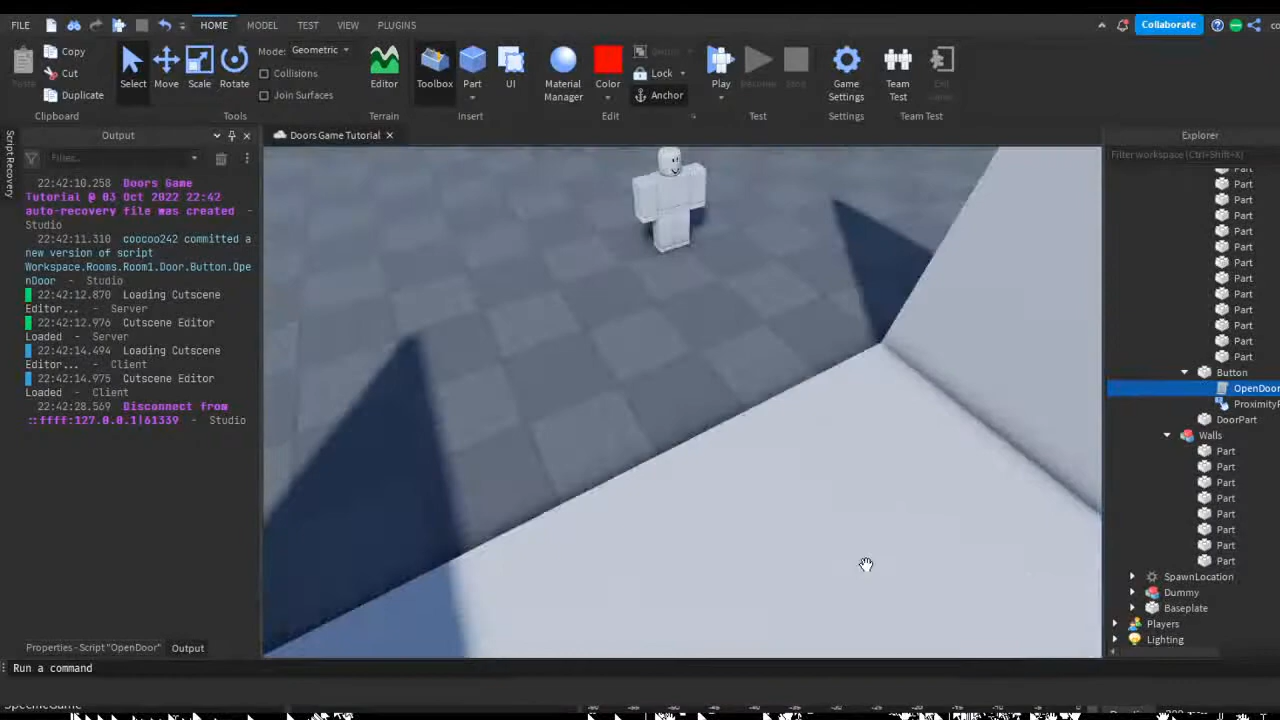 FILE HOME MODEL TEST VIEW PLUGINS Collaborate
Copy
Cut
Duplicate
Clipboard
Select Move Scale Rotate
Mode: Geometric
Collisions
Join Surfaces
Tools
Editor
Terrain
Toolbox Part UI
Insert
Material
Manager
Color
Lock
Anchor
Edit
Play
Test
Game
Settings
Settings
Team
Test
Team Test
Script Recovery
Output
Filter...
22:42:10.258 Doors Game
Tutorial @ 03 Oct 2022 22:42
auto-recovery file was created -
Studio
22:42:11.310 coocoo242 committed a
new version of script
Workspace.Rooms.Room1.Door.Button.Ope
nDoor - Studio
22:42:12.870 Loading Cutscene
Editor... - Server
22:42:12.976 Cutscene Editor
Loaded - Server
22:42:14.494 Loading Cutscene
Editor... - Client
22:42:14.975 Cutscene Editor
Loaded - Client
22:42:28.569 Disconnect from
::ffff:127.0.0.1|61339 - Studio
Properties - Script "OpenDoor" Output
Run a command
Doors Game Tutorial
Explorer
Filter workspace (Ctrl+Shift+X)
Part
Part
Part
Part
Part
Part
Part
Part
Part
Part
Part
Part
Part
Button
OpenDoor
ProximityP
DoorPart
Walls
Part
Part
Part
Part
Part
Part
Part
Part
SpawnLocation
Dummy
Baseplate
Players
Lighting